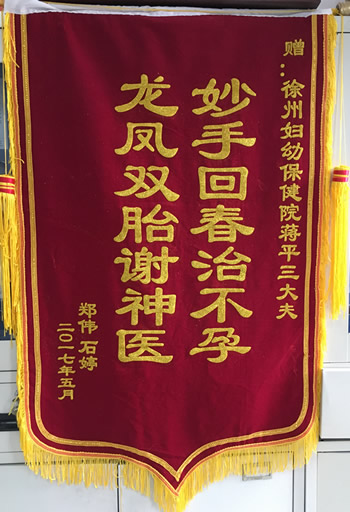 赠:徐州妇幼保健院蒋平三大夫
妙手回春治不孕
龙凤双胎谢神医
郑伟 石婷
二〇一七年五月